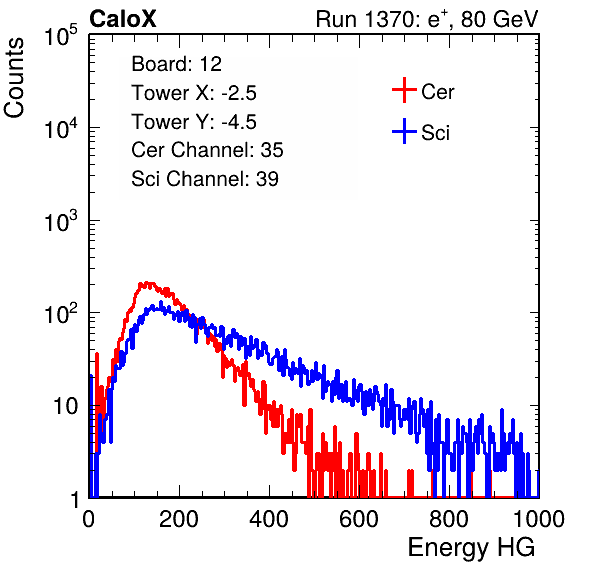 CaloX Run 1370: e⁺, 80 GeV
Counts
10⁵
10⁴
10³
10²
10
1
Board: 12
Tower X: -2.5
Tower Y: -4.5
Cer Channel: 35
Sci Channel: 39
Cer
Sci
0 200 400 600 800 1000
Energy HG